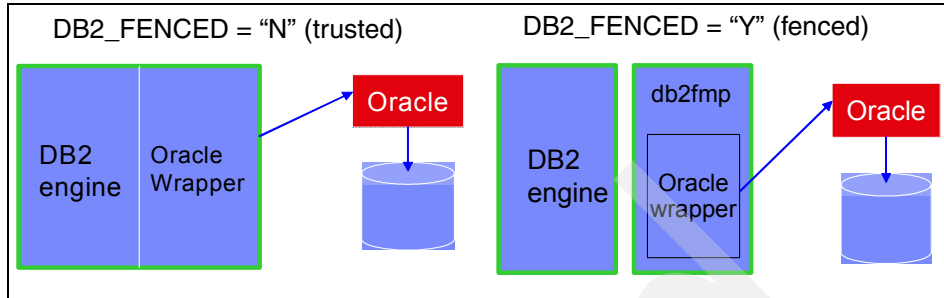 DB2_FENCED = “N” (trusted)
DB2 engine
Oracle
Wrapper
Oracle
DB2_FENCED = “Y” (fenced)
DB2
engine
db2fmp
Oracle
wrapper
Oracle